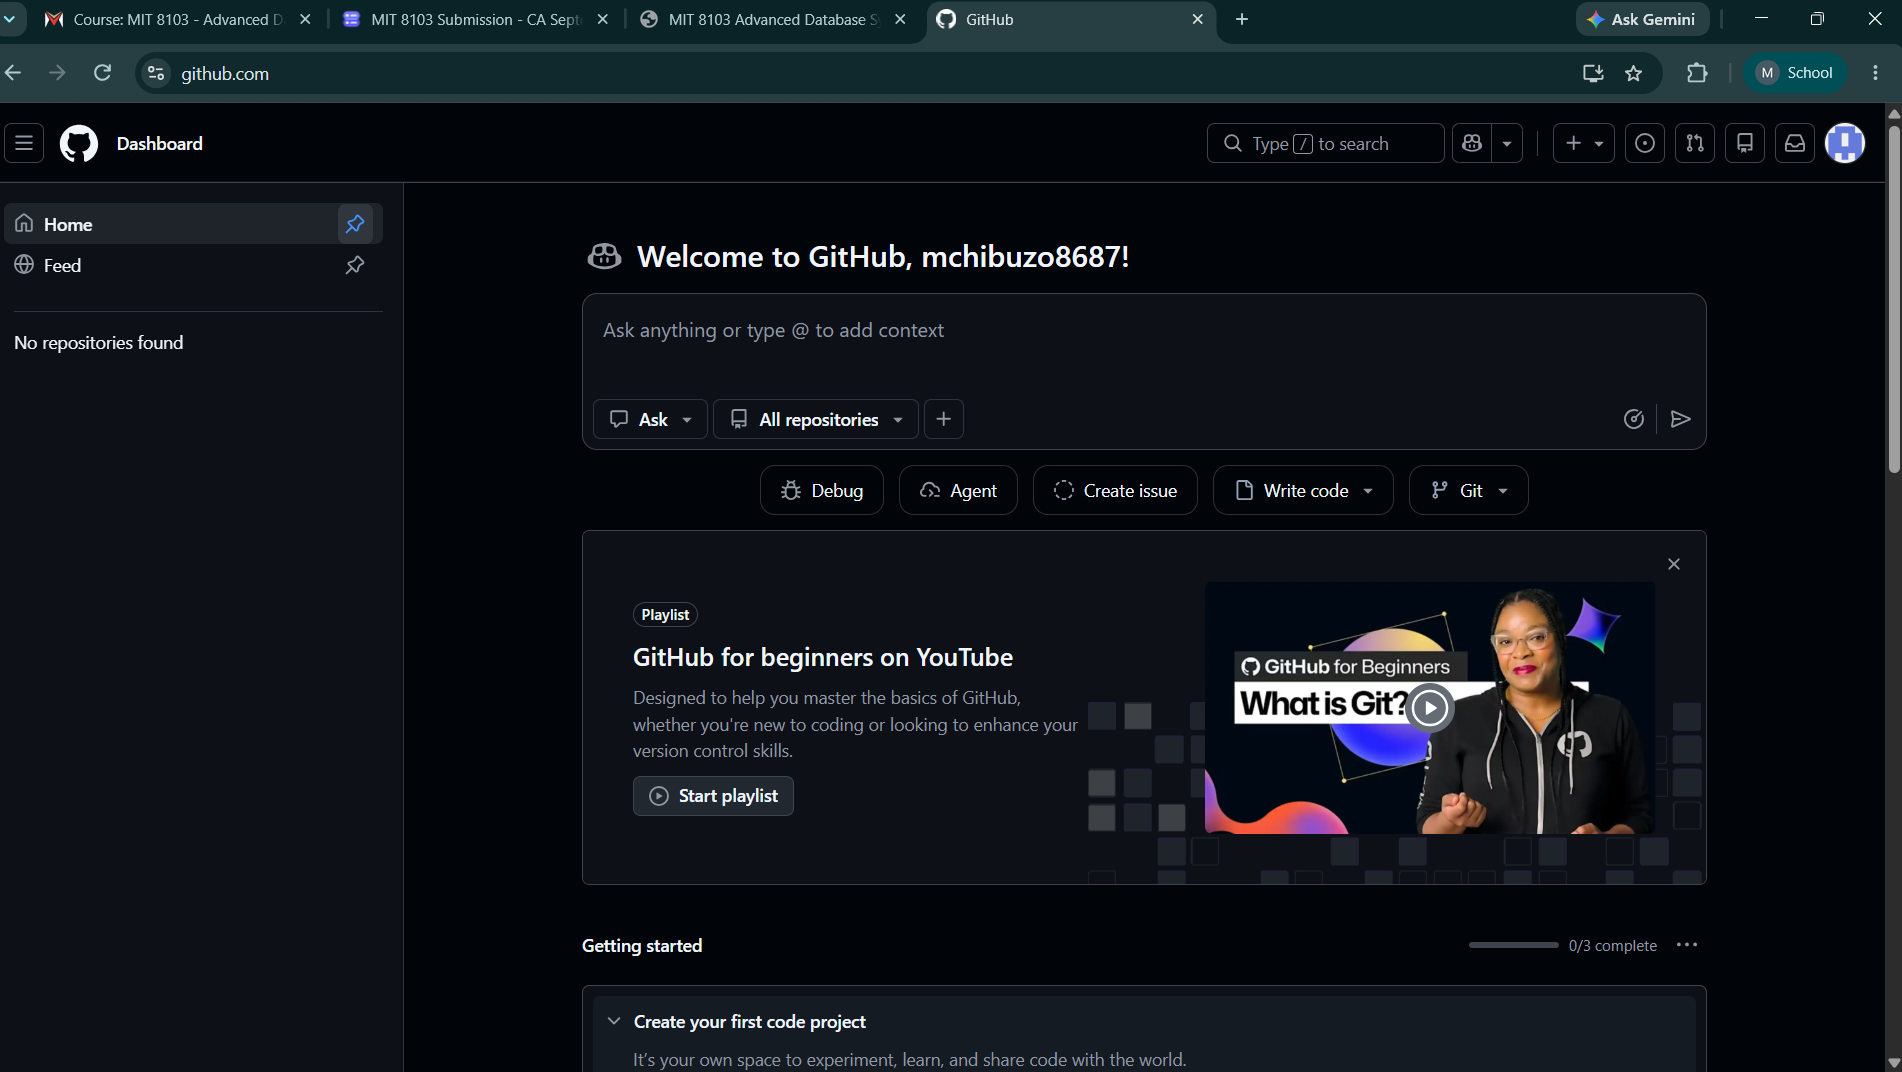 Course: MIT 8103 - Advanced D
MIT 8103 Submission - CA Sept
MIT 8103 Advanced Database S
GitHub
Ask Gemini
github.com
M School
Dashboard
Type / to search
Home
Feed
No repositories found
Welcome to GitHub, mchibuzo8687!
Ask anything or type @ to add context
Ask
All repositories
Debug
Agent
Create issue
Write code
Git
Playlist
GitHub for beginners on YouTube
Designed to help you master the basics of GitHub,
whether you're new to coding or looking to enhance your
version control skills.
Start playlist
GitHub for Beginners
What is Git?
Getting started
0/3 complete
Create your first code project
It's your own space to experiment, learn, and share code with the world.